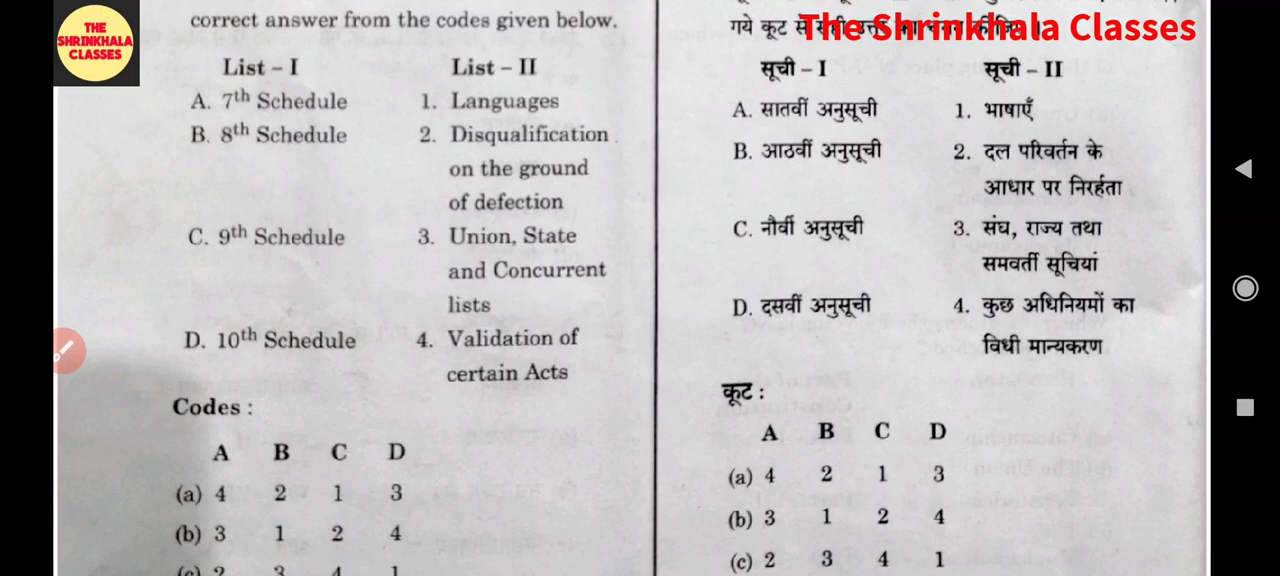 THE
SHRINKHALA
CLASSES
The Shrinkhala Classes
correct answer from the codes given below.
List – I List – II
A. 7th Schedule 1. Languages
B. 8th Schedule 2. Disqualification
on the ground
of defection
C. 9th Schedule 3. Union, State
and Concurrent
lists
D. 10th Schedule 4. Validation of
certain Acts
Codes :
A B C D
(a) 4 2 1 3
(b) 3 1 2 4
(c) 2 3 4 1
गये कूट से
सूची – I सूची – II
A. सातवीं अनुसूची 1. भाषाएँ
B. आठवीं अनुसूची 2. दल परिवर्तन के
आधार पर निरर्हता
C. नौवीं अनुसूची 3. संघ, राज्य तथा
समवर्ती सूचियां
D. दसवीं अनुसूची 4. कुछ अधिनियमों का
विधी मान्यकरण
कूट :
A B C D
(a) 4 2 1 3
(b) 3 1 2 4
(c) 2 3 4 1